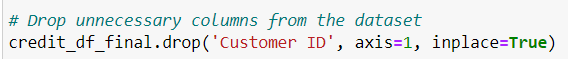 # Drop unnecessary columns from the dataset
credit_df_final.drop('Customer ID', axis=1, inplace=True)